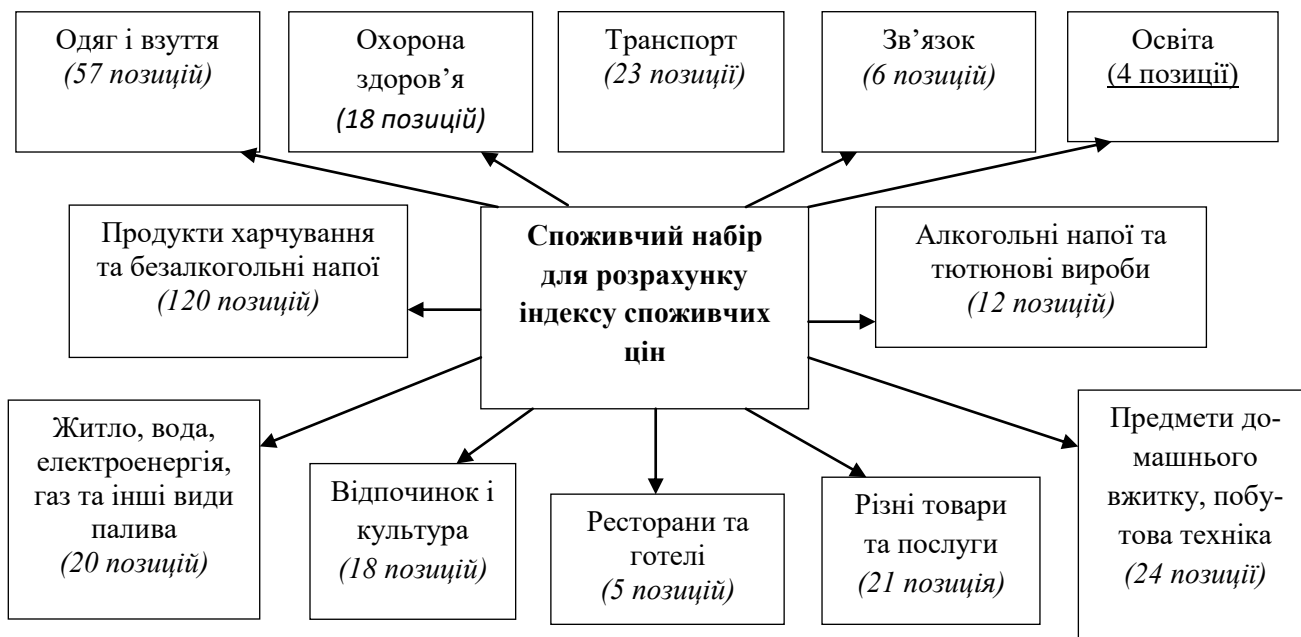 Одяг і взуття
(57 позицій)
Охорона
здоров’я
(18 позицій)
Транспорт
(23 позиції)
Зв’язок
(6 позицій)
Освіта
(4 позиції)
Продукти харчування
та безалкогольні напої
(120 позицій)
Споживчий набір
для розрахунку
індексу споживчих
цін
Алкогольні напої та
тютюнові вироби
(12 позицій)
Житло, вода,
електроенергія,
газ та інші види
палива
(20 позицій)
Відпочинок і
культура
(18 позицій)
Ресторани та
готелі
(5 позицій)
Різні товари
та послуги
(21 позиція)
Предмети до-
машнього
вжитку, побу-
това техніка
(24 позиції)